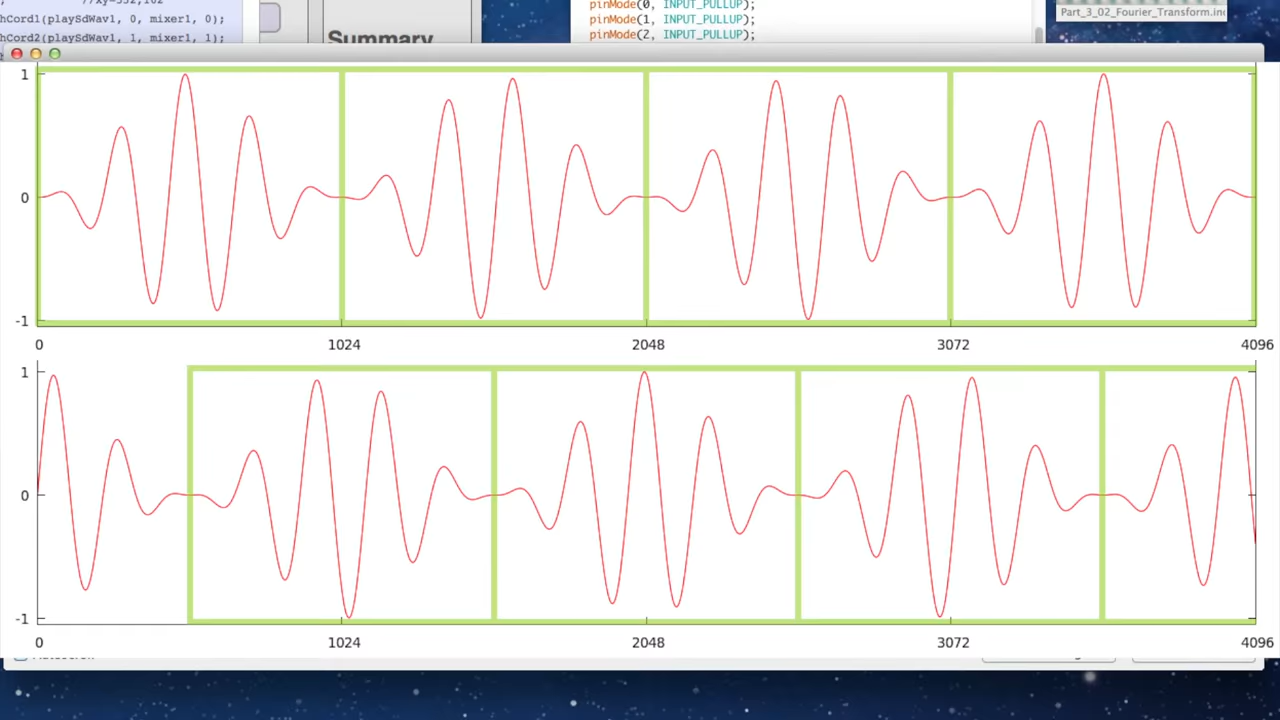 //xy=552,102
hCord1(playSdWav1, 0, mixer1, 0);
hCord2(playSdWav1, 1, mixer1, 1);
Summary
pinMode(0, INPUT_PULLUP);
pinMode(1, INPUT_PULLUP);
pinMode(2, INPUT_PULLUP);
Part_3_02_Fourier_Transform.in
1
0
-1
0
1024
2048
3072
4096
1
0
-1
0
1024
2048
3072
4096